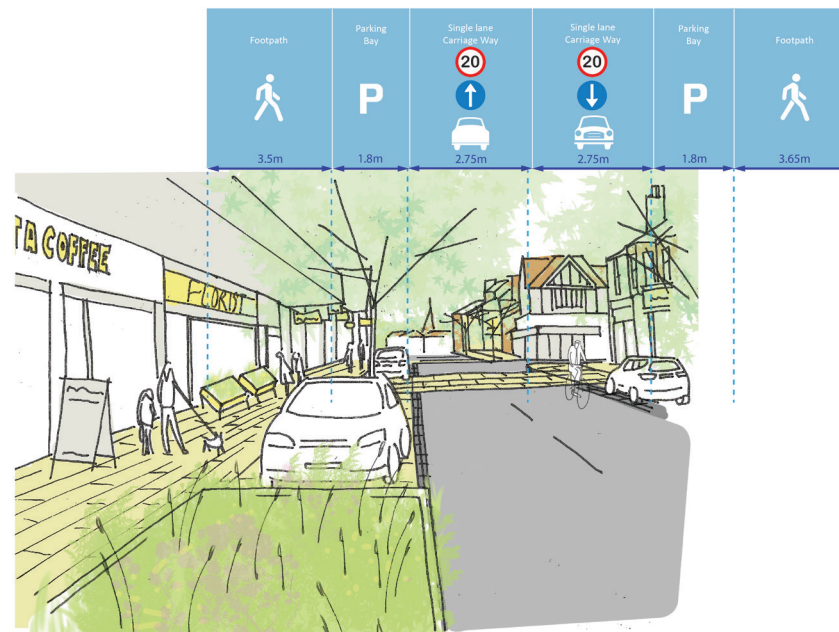 Footpath
Parking
Bay
Single lane
Carriage Way
Single lane
Carriage Way
Parking
Bay
Footpath
20
20
P
P
3.5m
1.8m
2.75m
2.75m
1.8m
3.65m
TA COFFEE
FLORIST